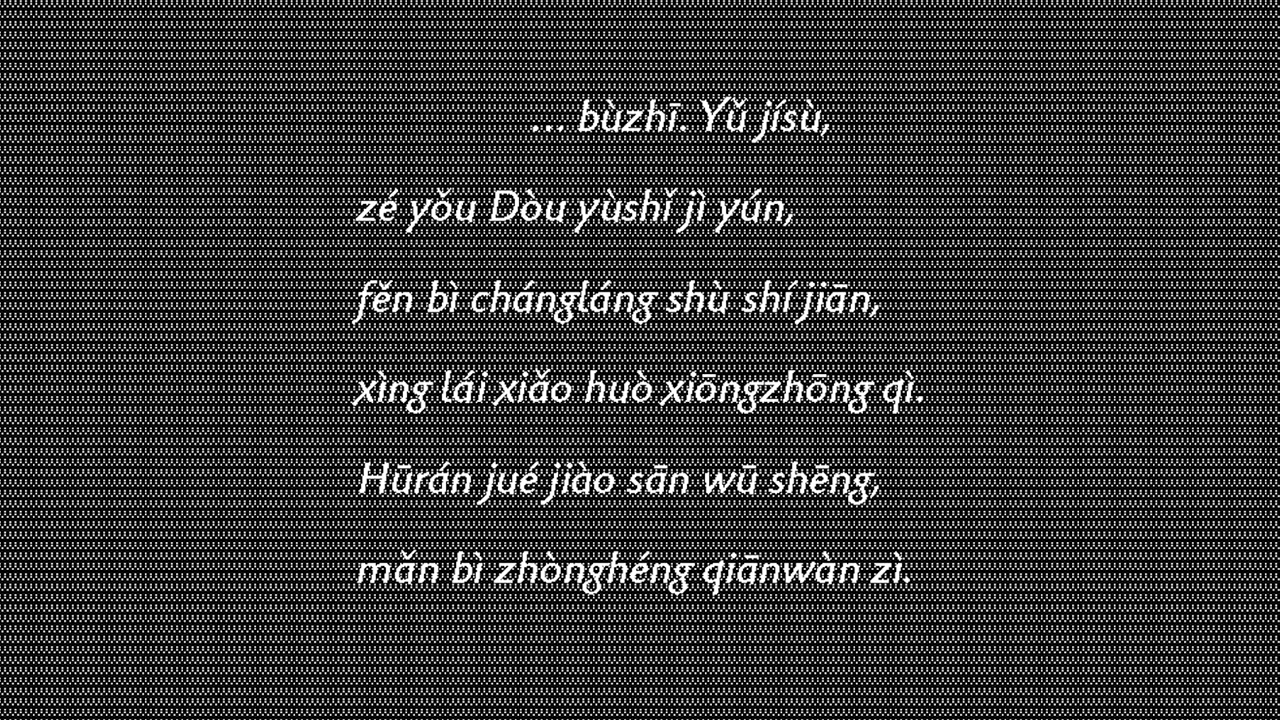 ... bùzhī. Yǔ jísù,
zé yǒu Dòu yùshǐ jì yún,
fěn bì chángláng shù shí jiān,
xìng lái xiǎo huò xiōngzhōng qì.
Hūrán jué jiào sān wū shēng,
mǎn bì zhònghéng qiānwàn zì.